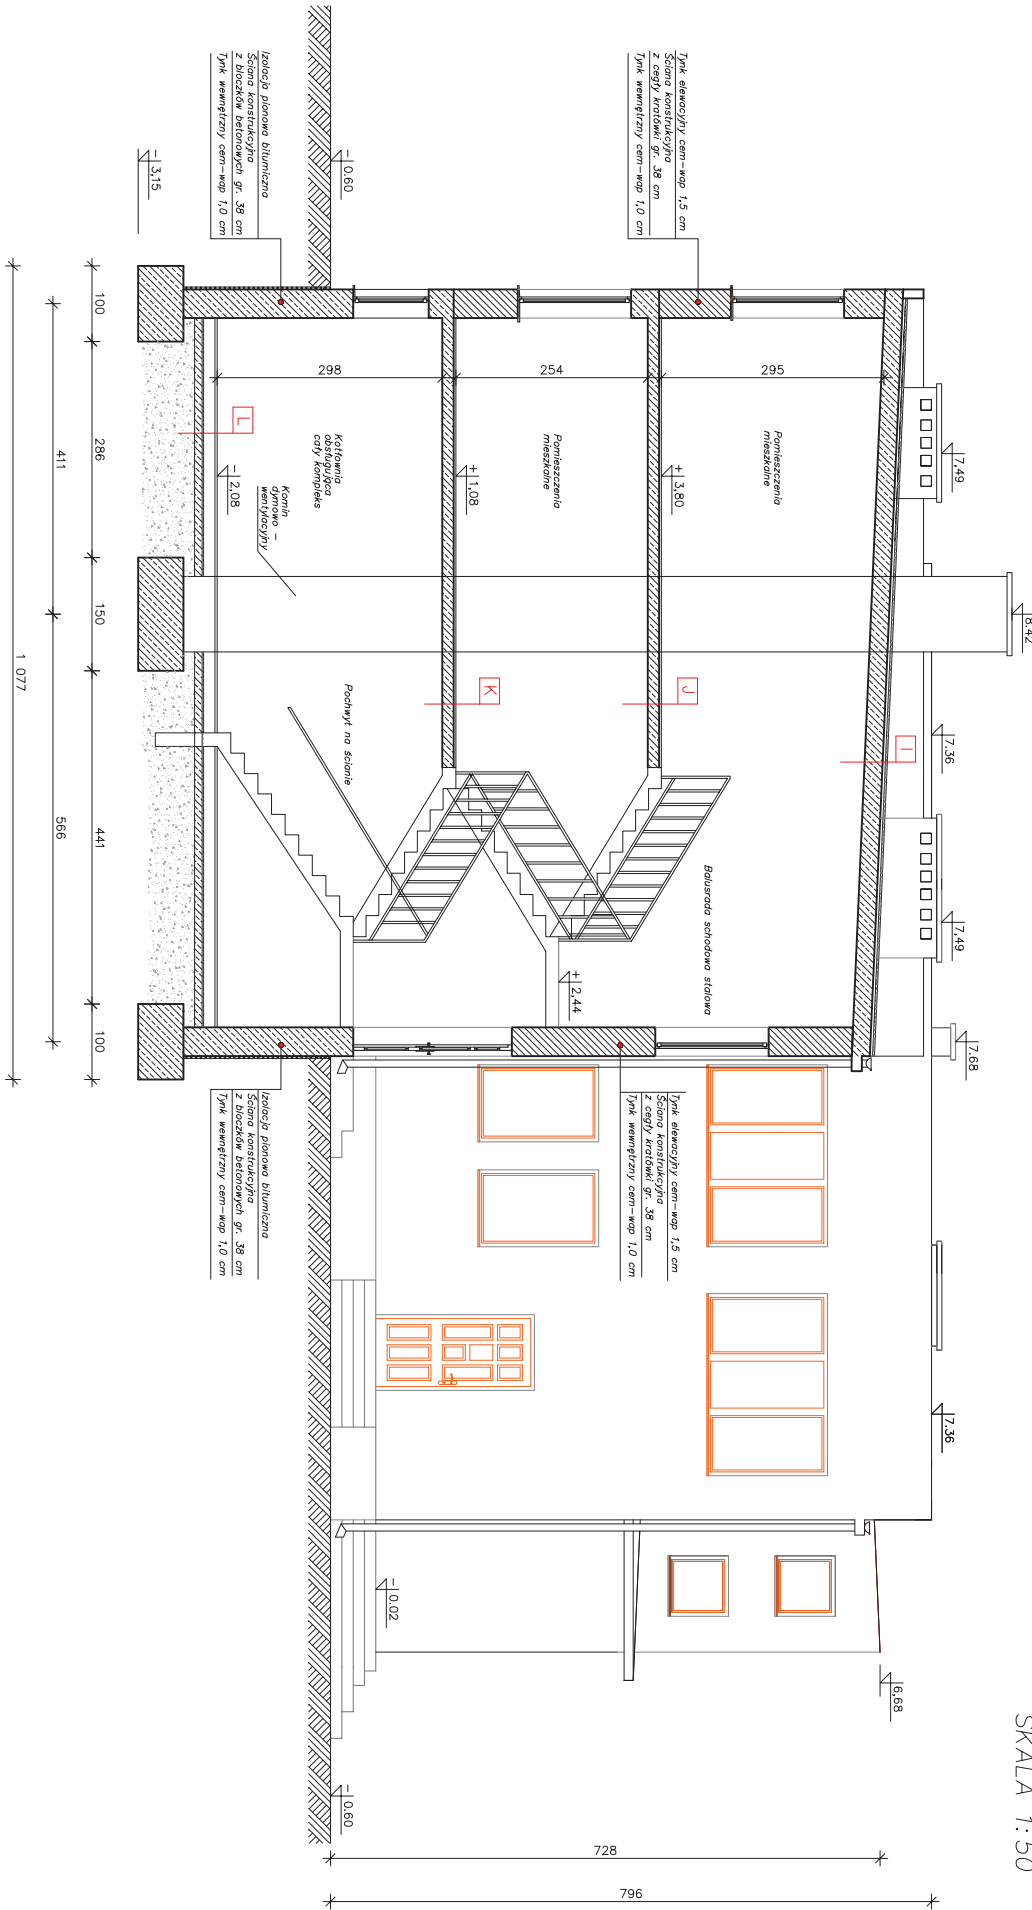 SKALA 1:50
8.42
7,49
7.36
7,49
7.68
7.36
6,68
Tynk elewacyjny cem-wap 1,5 cm
Ściana konstrukcyjna
z cegły kratówki gr. 38 cm
Tynk wewnętrzny cem-wap 1,0 cm
295
Pomieszczenia
mieszkalne
+3,80
J
I
Balusrada schodowa stalowa
Tynk elewacyjny cem-wap 1,5 cm
Ściana konstrukcyjna
z cegły kratówki gr. 38 cm
Tynk wewnętrzny cem-wap 1,0 cm
254
Pomieszczenia
mieszkalne
+1,08
K
+2,44
-0.60
Izolacja pionowa bitumiczna
Ściana konstrukcyjna
z bloczków betonowych gr. 38 cm
Tynk wewnętrzny cem-wap 1,0 cm
298
Kotłownia
obsługująca
cały kompleks
Komin
dymowo -
wentylacyjny
Pochwyt na ścianie
-2,08
L
Izolacja pionowa bitumiczna
Ściana konstrukcyjna
z bloczków betonowych gr. 38 cm
Tynk wewnętrzny cem-wap 1,0 cm
-0.02
-0.60
728
796
-3,15
100
286
150
441
100
411
566
1 077